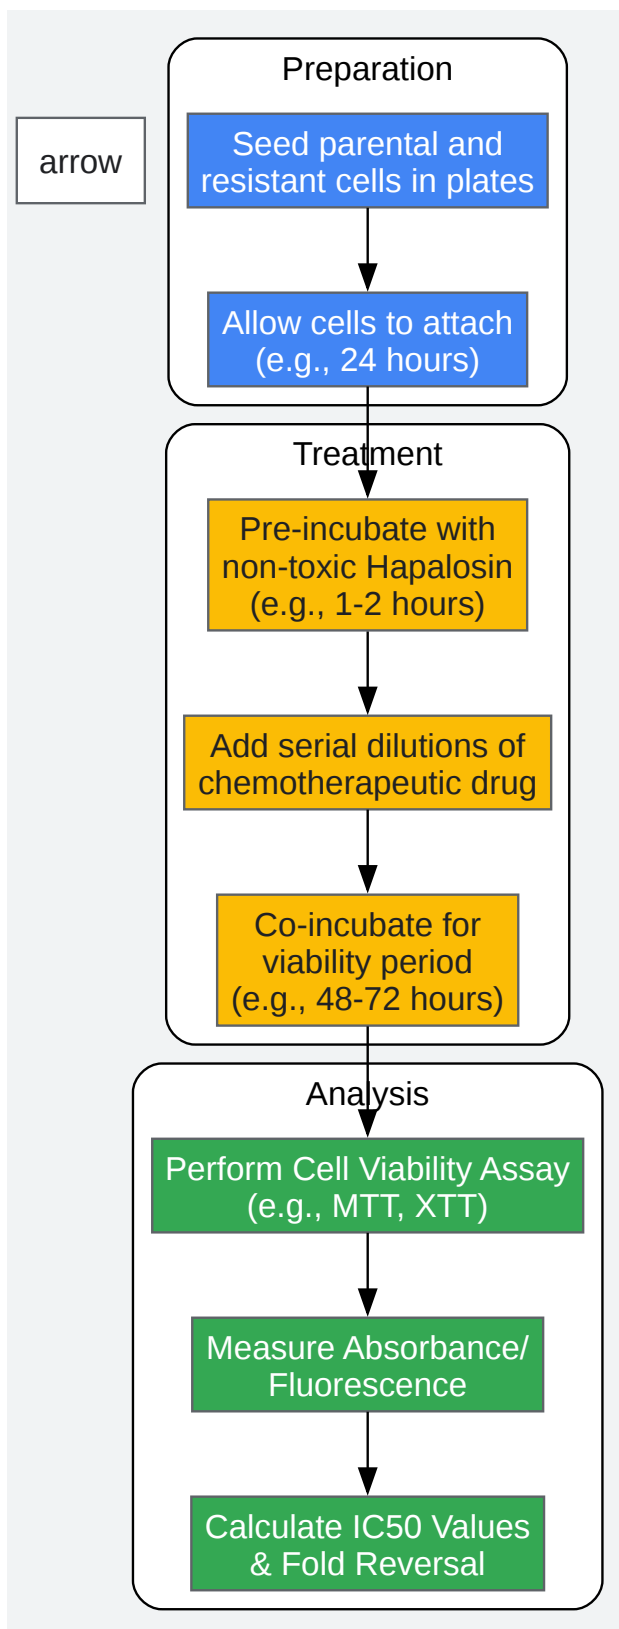 Preparation
arrow
Seed parental and
resistant cells in plates
Allow cells to attach
(e.g., 24 hours)
Treatment
Pre-incubate with
non-toxic Hapalosin
(e.g., 1-2 hours)
Add serial dilutions of
chemotherapeutic drug
Co-incubate for
viability period
(e.g., 48-72 hours)
Analysis
Perform Cell Viability Assay
(e.g., MTT, XTT)
Measure Absorbance/
Fluorescence
Calculate IC50 Values
& Fold Reversal